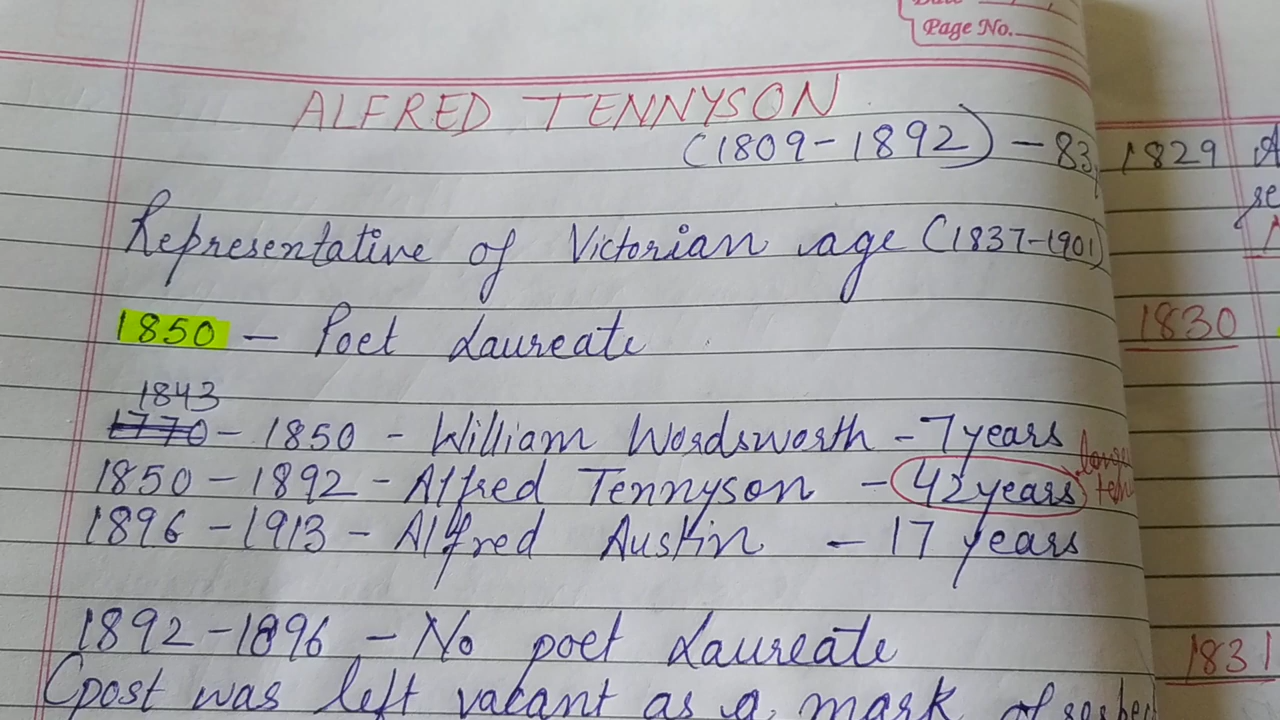 Page No.
ALFRED TENNYSON
(1809-1892) - 83
Representative of Victorian age (1837-1901)
1850 - Poet Laureate
1843
1770 - 1850 - William Wordsworth - 7 years
1850 - 1892 - Alfred Tennyson - 42 years
1896 - 1913 - Alfred Austin - 17 years
1892 - 1896 - No poet Laureate
(post was left vacant as a mark of
1829
1830
1831